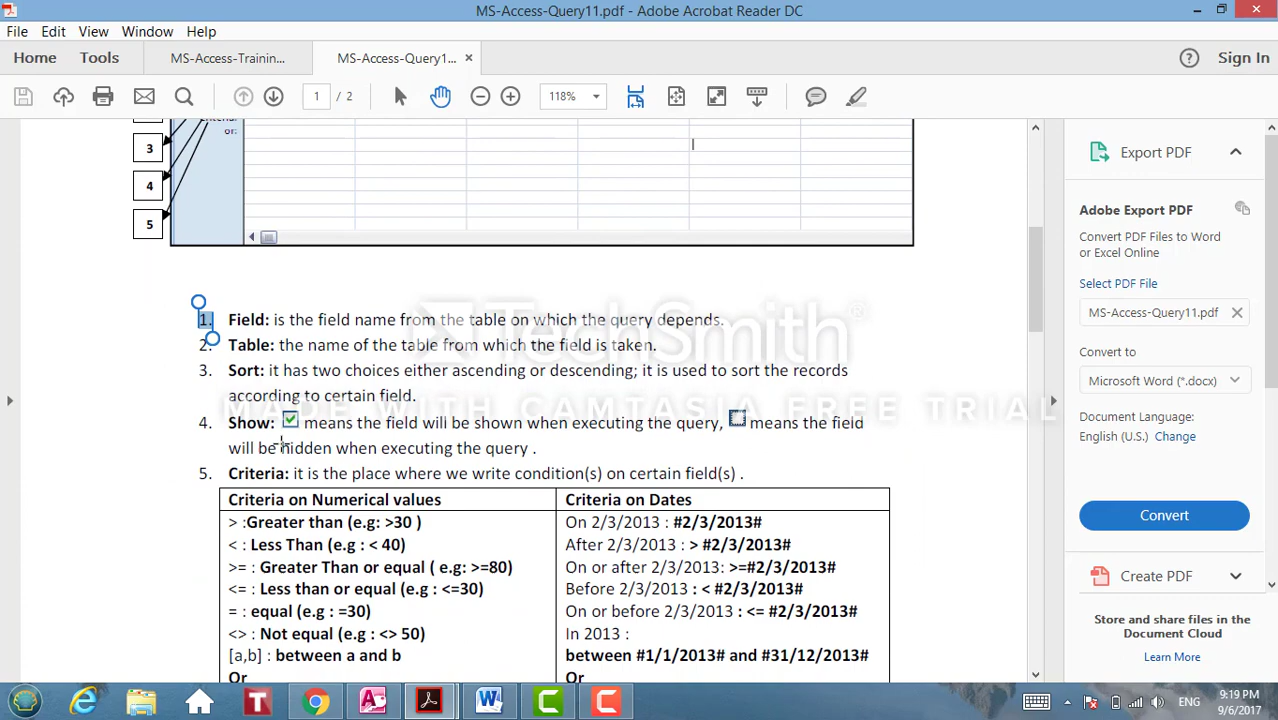 MS-Access-Query11.pdf - Adobe Acrobat Reader DC
File Edit View Window Help
Home Tools MS-Access-Trainin... MS-Access-Query1... × ? Sign In
1 / 2 118%
Export PDF
3
or:
4
5
Adobe Export PDF
Convert PDF Files to Word
or Excel Online
Select PDF File
MS-Access-Query11.pdf ×
Convert to
Microsoft Word (*.docx)
Document Language:
English (U.S.) Change
Convert
Create PDF
Store and share files in the
Document Cloud
Learn More
1. Field: is the field name from the table on which the query depends.
2. Table: the name of the table from which the field is taken.
3. Sort: it has two choices either ascending or descending; it is used to sort the records
according to certain field.
4. Show: means the field will be shown when executing the query, means the field
will be hidden when executing the query .
5. Criteria: it is the place where we write condition(s) on certain field(s) .
Criteria on Numerical values
> :Greater than (e.g: >30 )
< : Less Than (e.g : < 40)
>= : Greater Than or equal ( e.g: >=80)
<= : Less than or equal (e.g : <=30)
= : equal (e.g : =30)
<> : Not equal (e.g : <> 50)
[a,b] : between a and b
Or
Criteria on Dates
On 2/3/2013 : #2/3/2013#
After 2/3/2013 : > #2/3/2013#
On or after 2/3/2013: >=#2/3/2013#
Before 2/3/2013 : < #2/3/2013#
On or before 2/3/2013 : <= #2/3/2013#
In 2013 :
between #1/1/2013# and #31/12/2013#
Or
TechSmith®
MADE WITH CAMTASIA FREE TRIAL
ENG
9:19 PM
9/6/2017